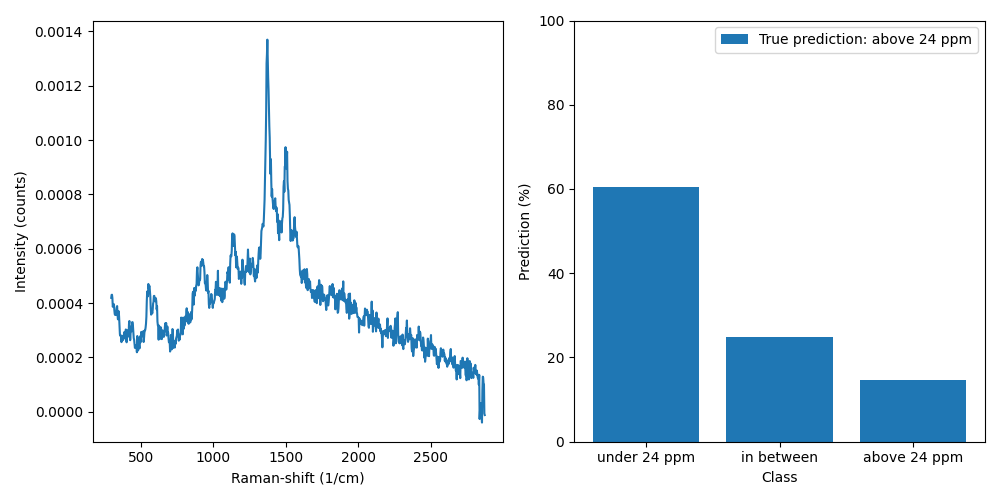 0.0014
0.0012
0.0010
0.0008
0.0006
0.0004
0.0002
0.0000
Intensity (counts)
500 1000 1500 2000 2500
Raman-shift (1/cm)
100
80
60
40
20
0
Prediction (%)
True prediction: above 24 ppm
under 24 ppm in between above 24 ppm
Class